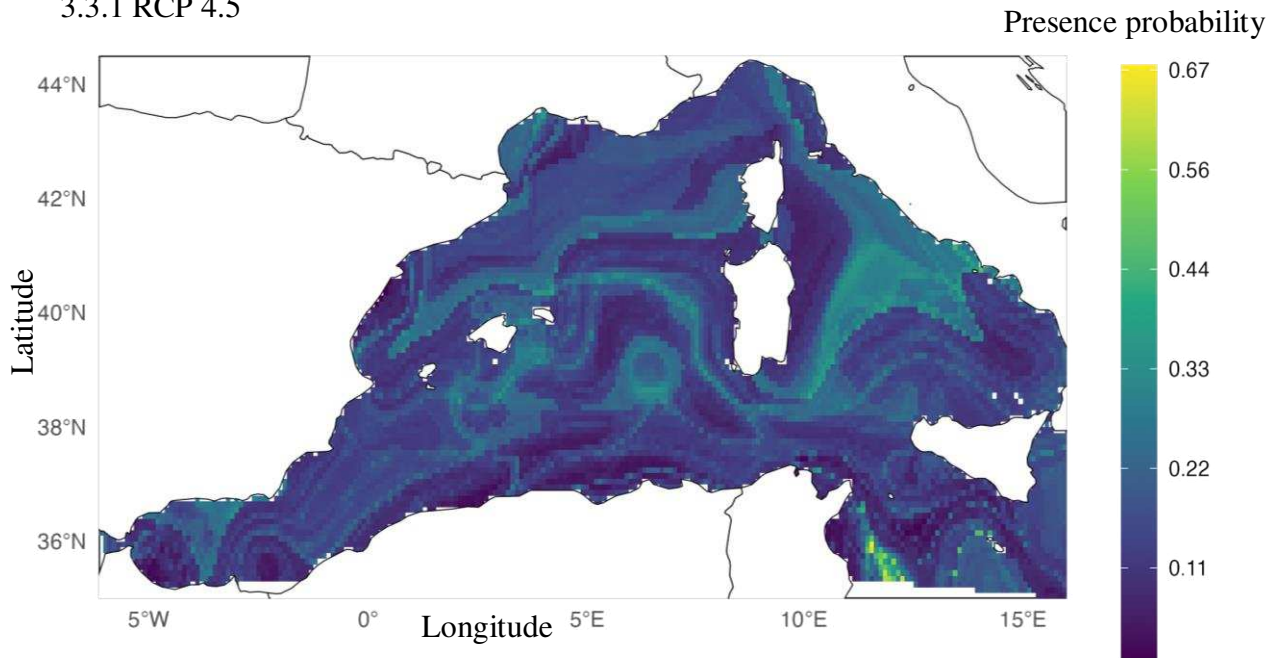 3.3.1 RCP 4.5
Presence probability
44°N
42°N
40°N
38°N
36°N
Latitude
5°W
0°
5°E
10°E
15°E
Longitude
0.67
0.56
0.44
0.33
0.22
0.11